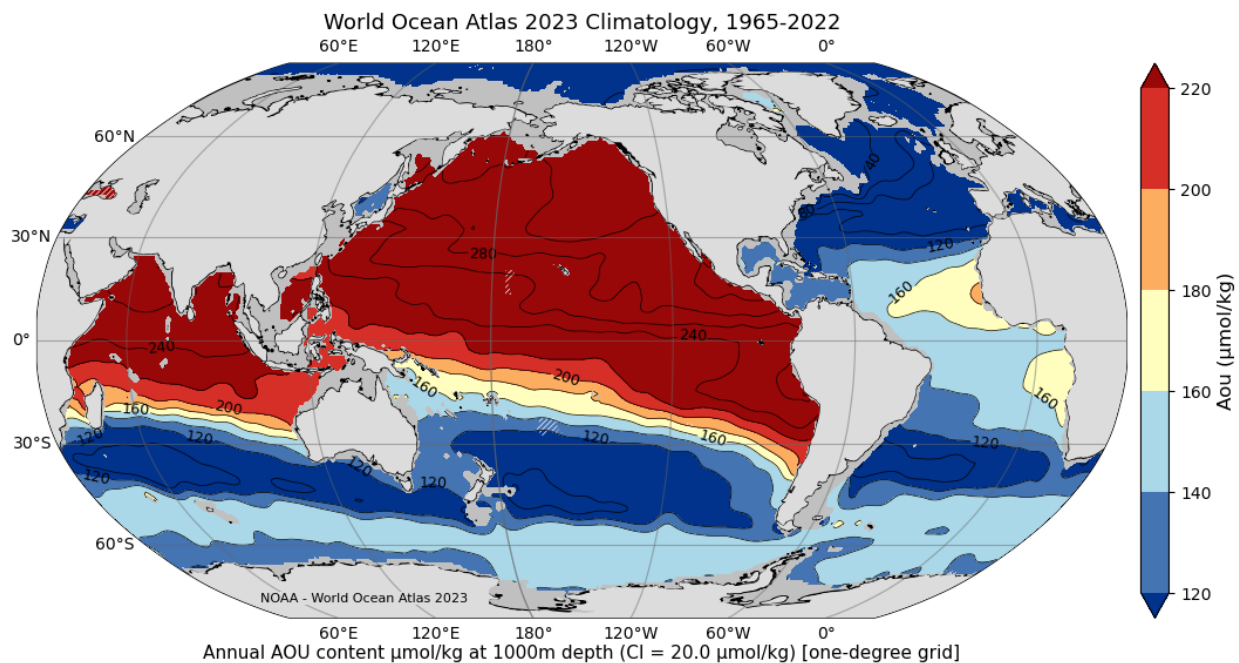 World Ocean Atlas 2023 Climatology, 1965-2022
60°E 120°E 180° 120°W 60°W 0°
60°N
30°N
0°
30°S
60°S
40
80
120
280
160
240
240
200
160
160
160
200
160
120
120
120
120
120
120
120
NOAA - World Ocean Atlas 2023
60°E 120°E 180° 120°W 60°W 0°
Annual AOU content µmol/kg at 1000m depth (CI = 20.0 µmol/kg) [one-degree grid]
220
200
180
160
140
120
Aou (µmol/kg)